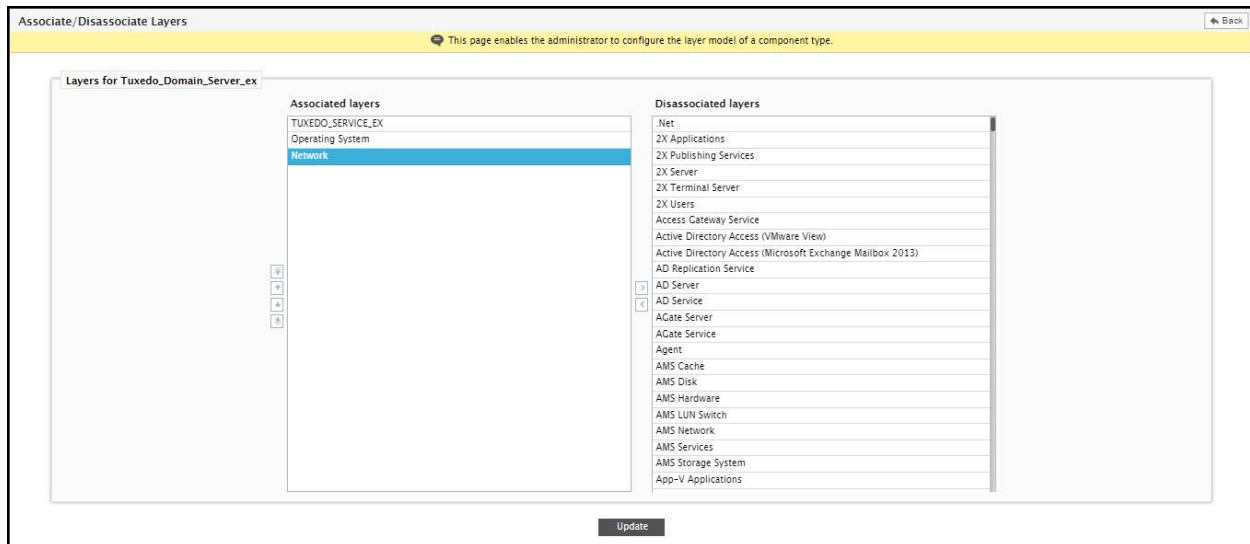 Associate/Disassociate Layers
Back
This page enables the administrator to configure the layer model of a component type.
Layers for Tuxedo_Domain_Server_ex
Associated layers
TUXEDO_SERVICE_EX
Operating System
Network
Disassociated layers
.Net
2X Applications
2X Publishing Services
2X Server
2X Terminal Server
2X Users
Access Gateway Service
Active Directory Access (VMware View)
Active Directory Access (Microsoft Exchange Mailbox 2013)
AD Replication Service
AD Server
AD Service
AGate Server
AGate Service
Agent
AMS Cache
AMS Disk
AMS Hardware
AMS LUN Switch
AMS Network
AMS Services
AMS Storage System
App-V Applications
Update